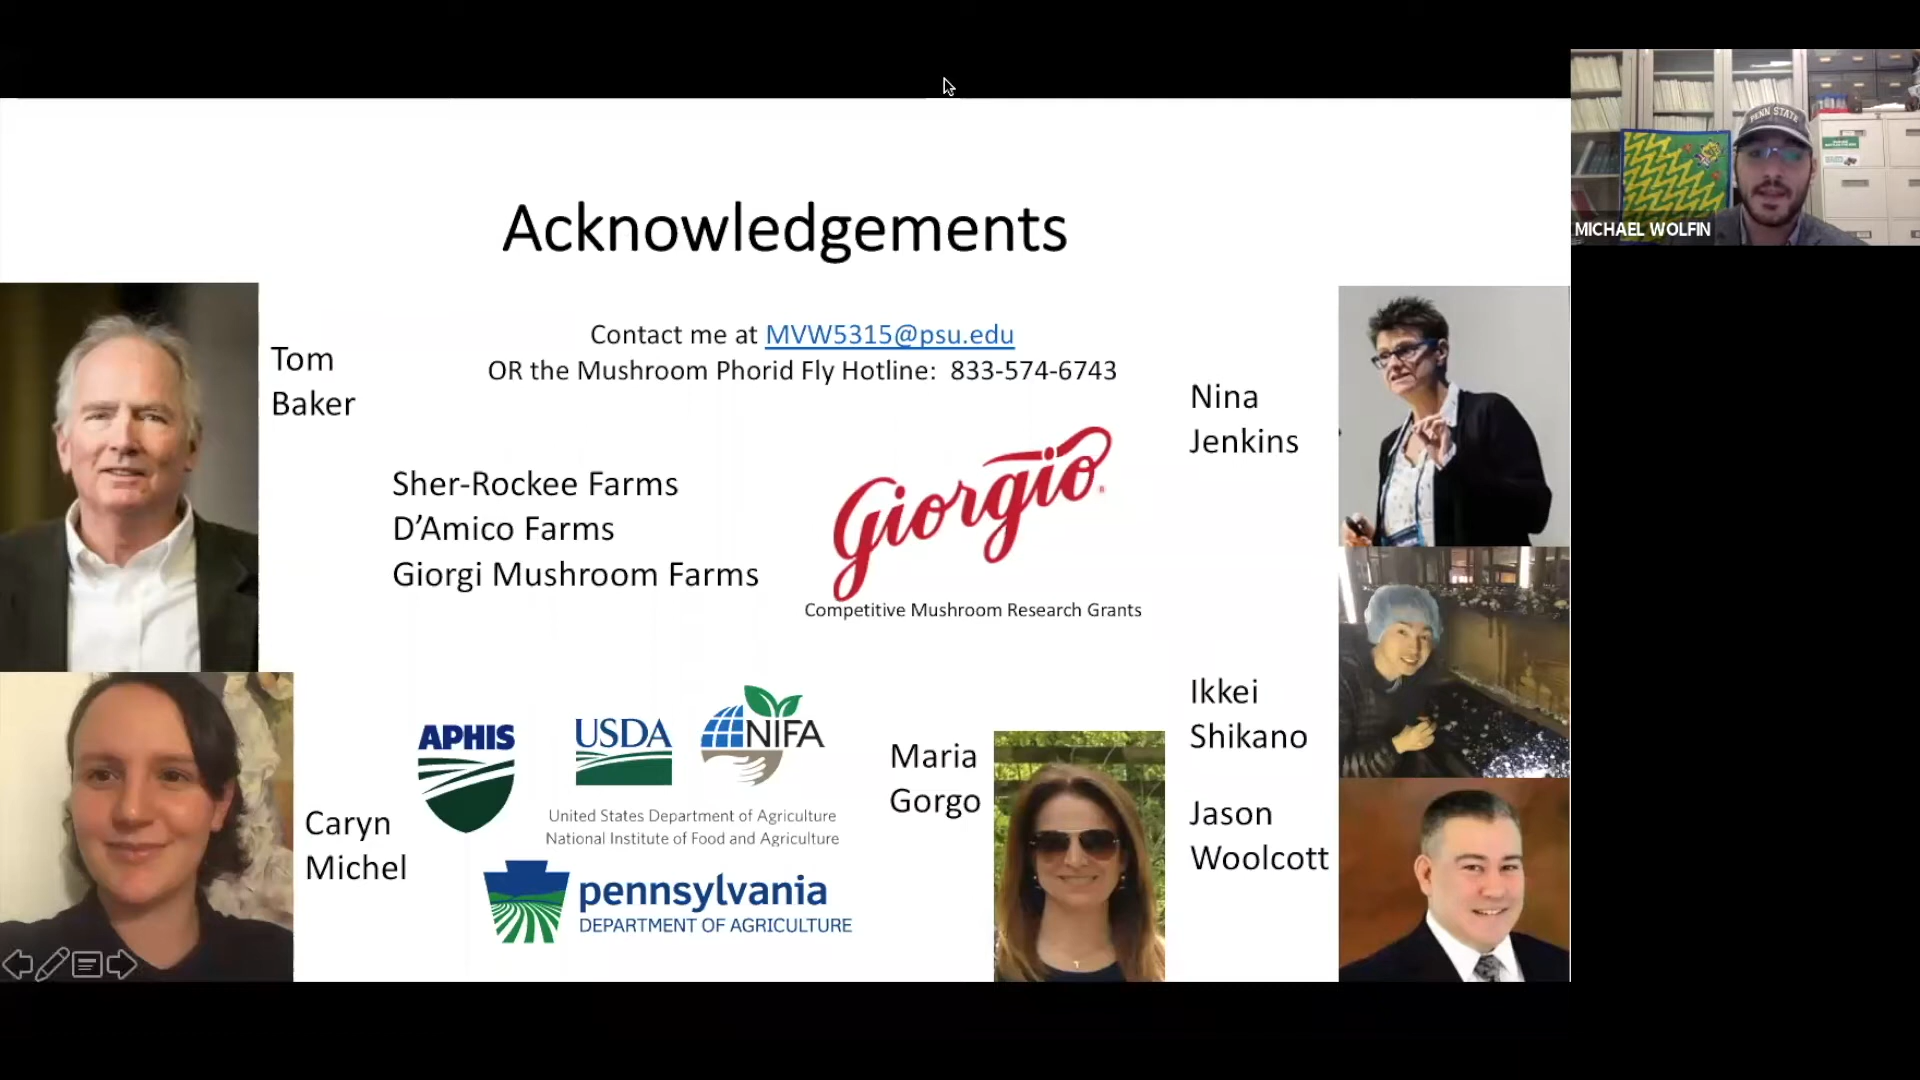 PENN STATE
MICHAEL WOLFIN
Acknowledgements
Contact me at MVW5315@psu.edu
OR the Mushroom Phorid Fly Hotline: 833-574-6743
Tom
Baker
Nina
Jenkins
Sher-Rockee Farms
D’Amico Farms
Giorgi Mushroom Farms
Giorgio®
Competitive Mushroom Research Grants
Ikkei
Shikano
APHIS
USDA
NIFA
United States Department of Agriculture
National Institute of Food and Agriculture
Maria
Gorgo
Jason
Woolcott
Caryn
Michel
pennsylvania
DEPARTMENT OF AGRICULTURE